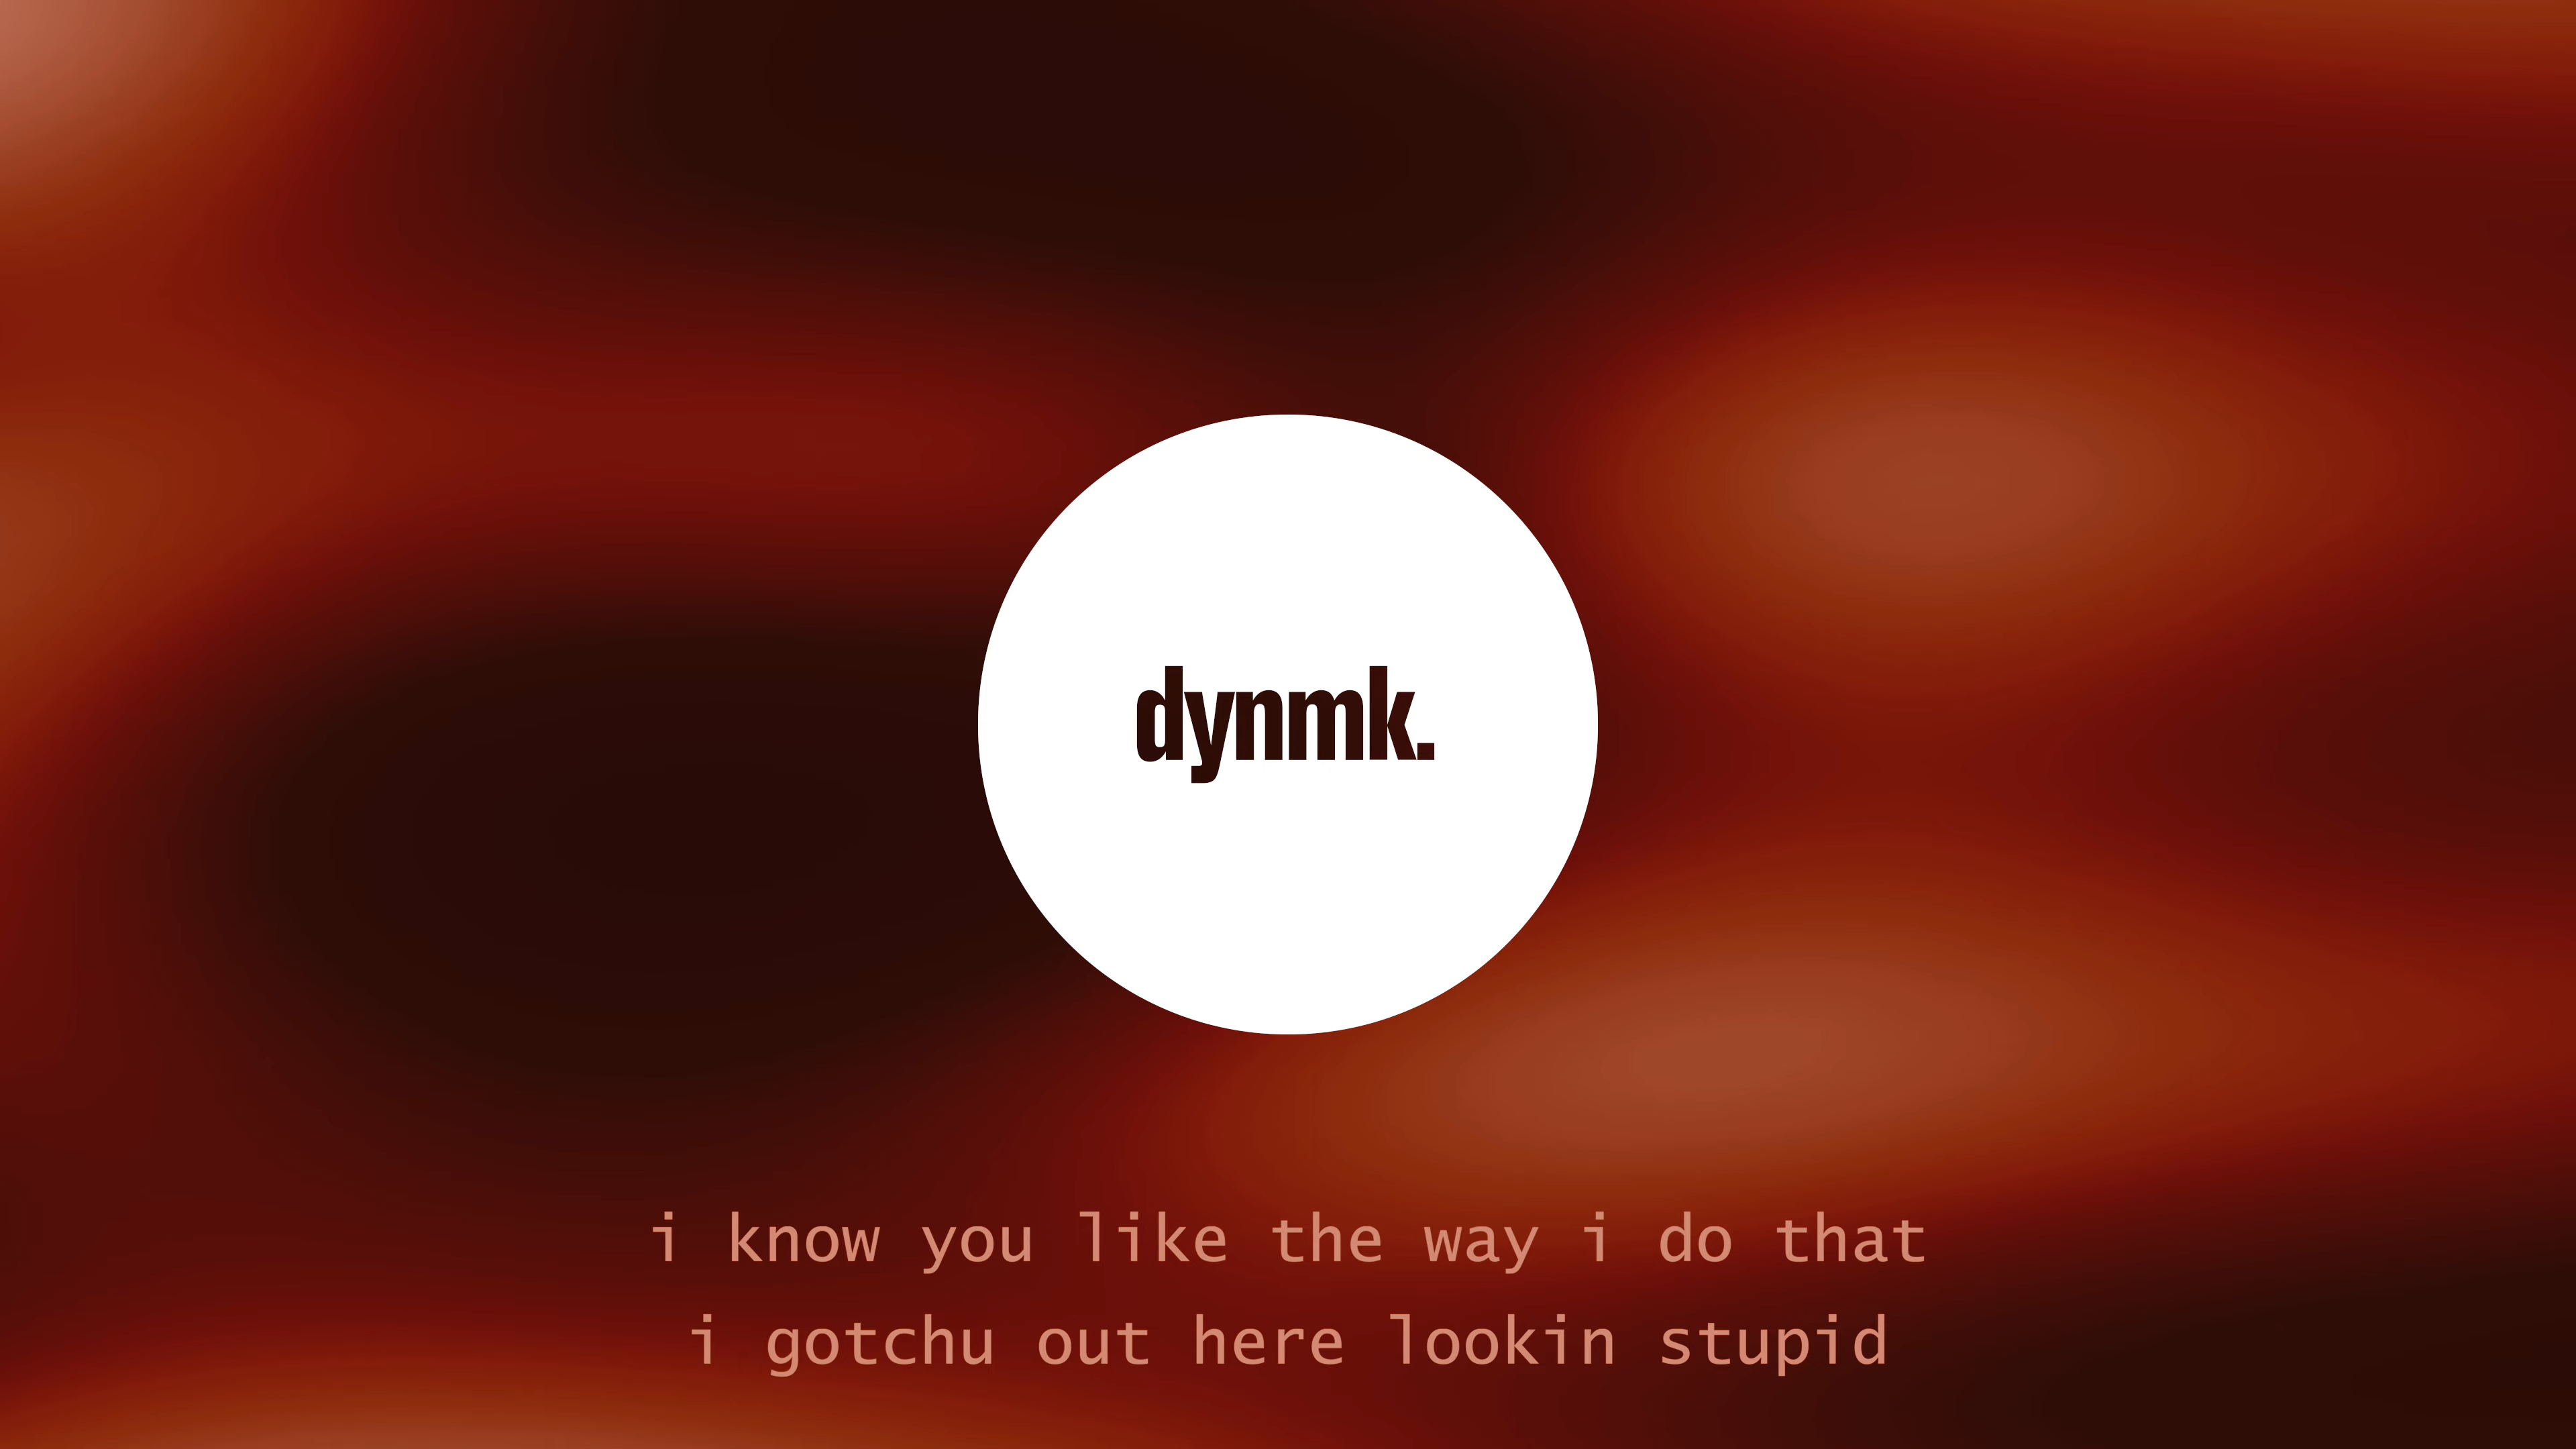 dynmk.
i know you like the way i do that
i gotchu out here lookin stupid